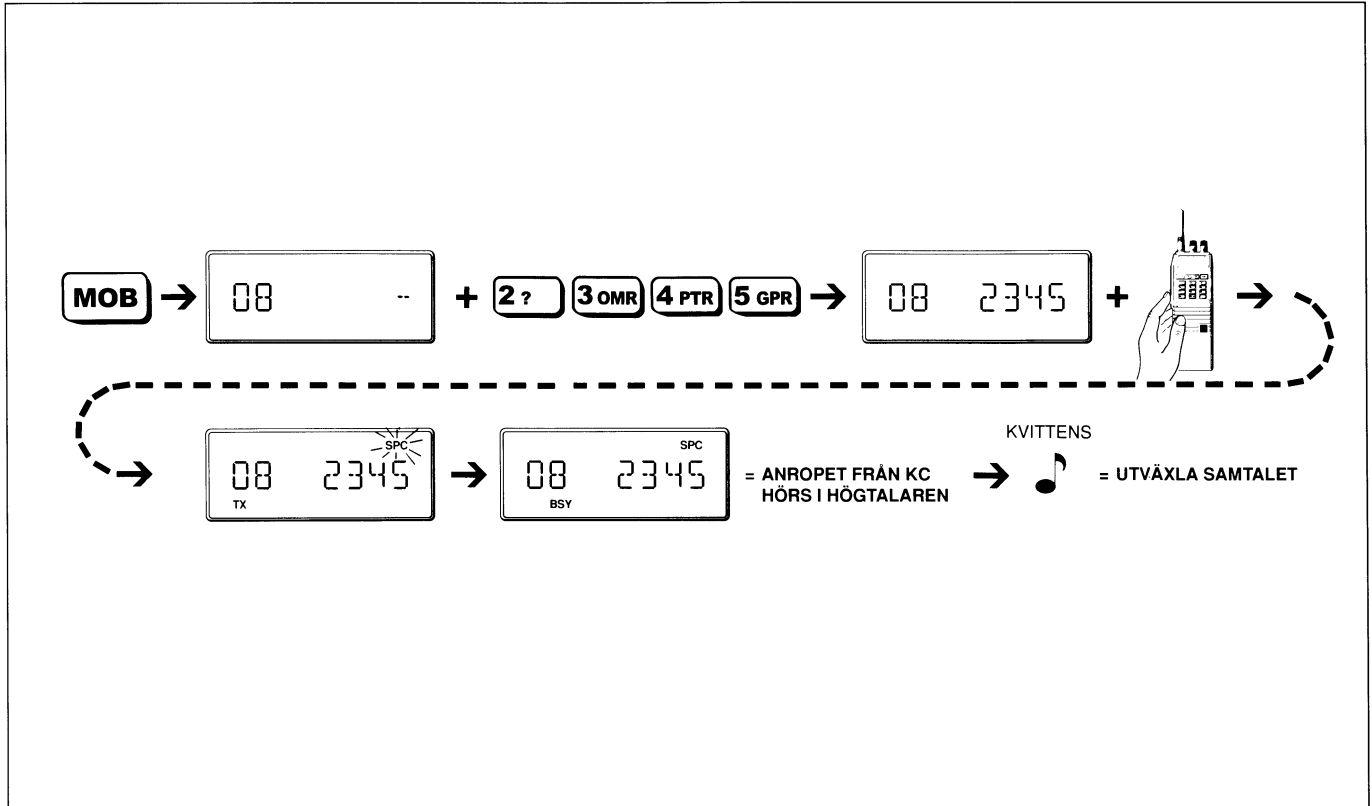 MOB
08 --
+
2 ? 3 OMR 4 PTR 5 GPR
08 2345
+
SPC
08 2345
TX
SPC
08 2345
BSY
= ANROPET FRÅN KC
HÖRS I HÖGTALAREN
KVITTENS
= UTVÄXLA SAMTALET